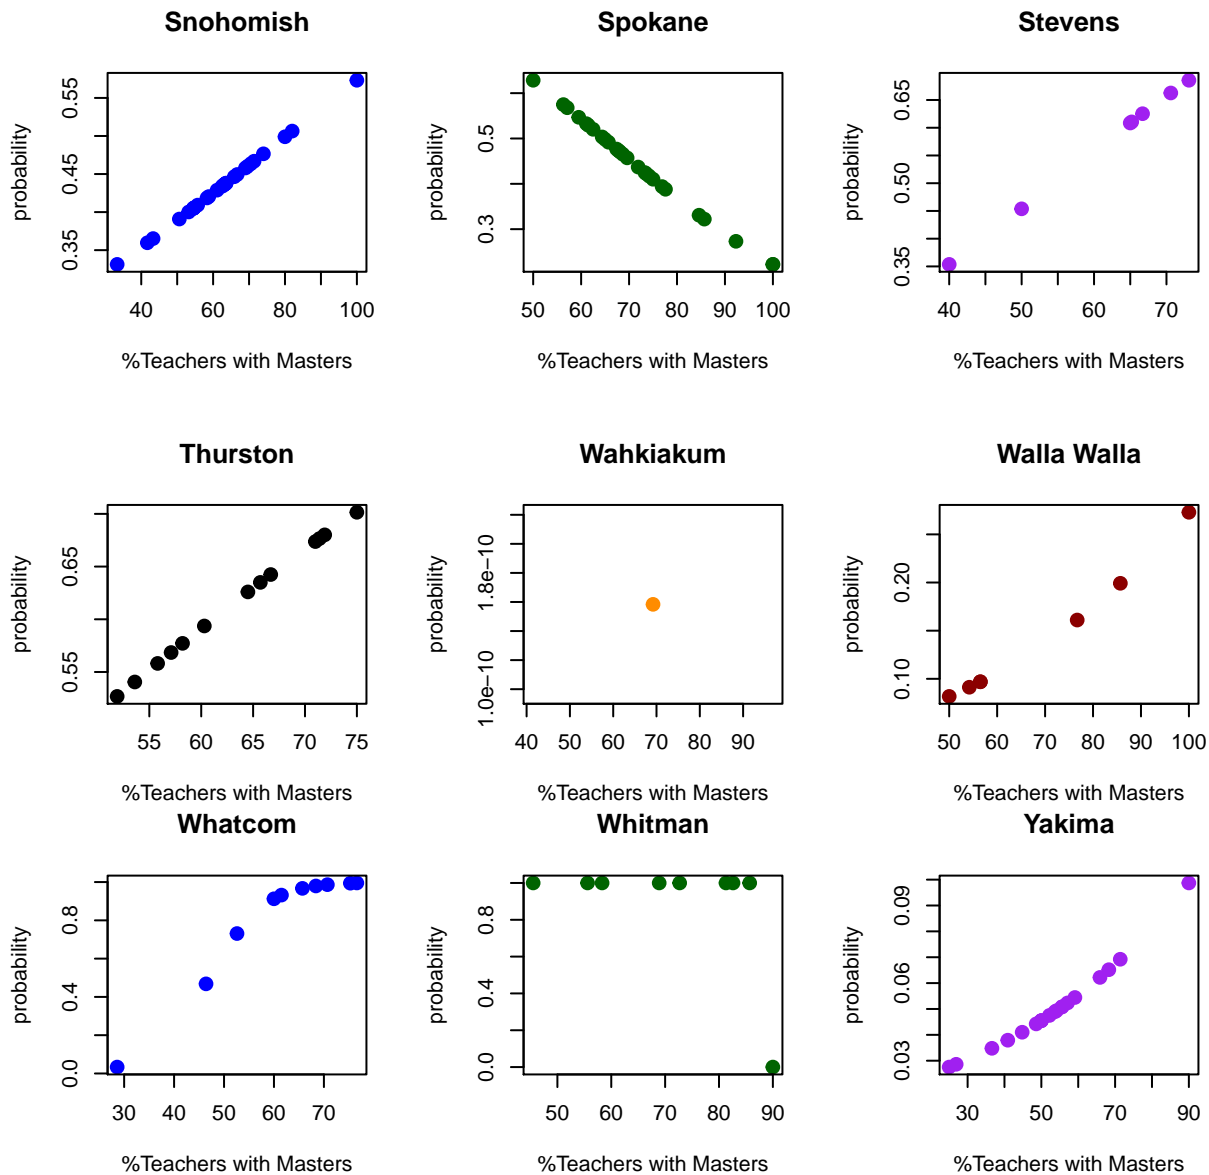 Snohomish
probability
0.35 0.45 0.55
40 60 80 100
%Teachers with Masters
Spokane
probability
0.3 0.5
50 60 70 80 90 100
%Teachers with Masters
Stevens
probability
0.35 0.50 0.65
40 50 60 70
%Teachers with Masters
Thurston
probability
0.55 0.65
55 60 65 70 75
%Teachers with Masters
Wahkiakum
probability
1.0e−10 1.8e−10
40 50 60 70 80 90
%Teachers with Masters
Walla Walla
probability
0.10 0.20
50 60 70 80 90 100
%Teachers with Masters
Whatcom
probability
0.0 0.4 0.8
30 40 50 60 70
%Teachers with Masters
Whitman
probability
0.0 0.4 0.8
50 60 70 80 90
%Teachers with Masters
Yakima
probability
0.03 0.06 0.09
30 50 70 90
%Teachers with Masters